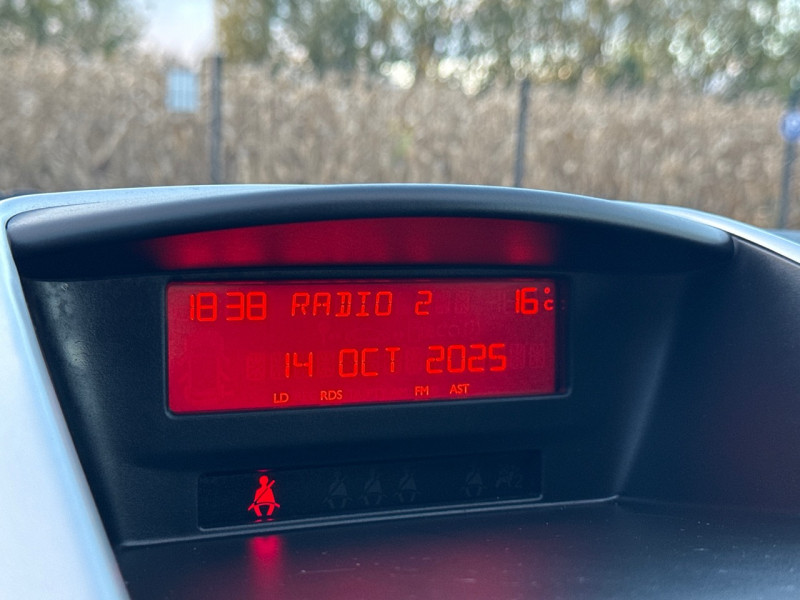 18 38 RADIO 2 16°C
14 OCT 2025
LD RDS FM AST